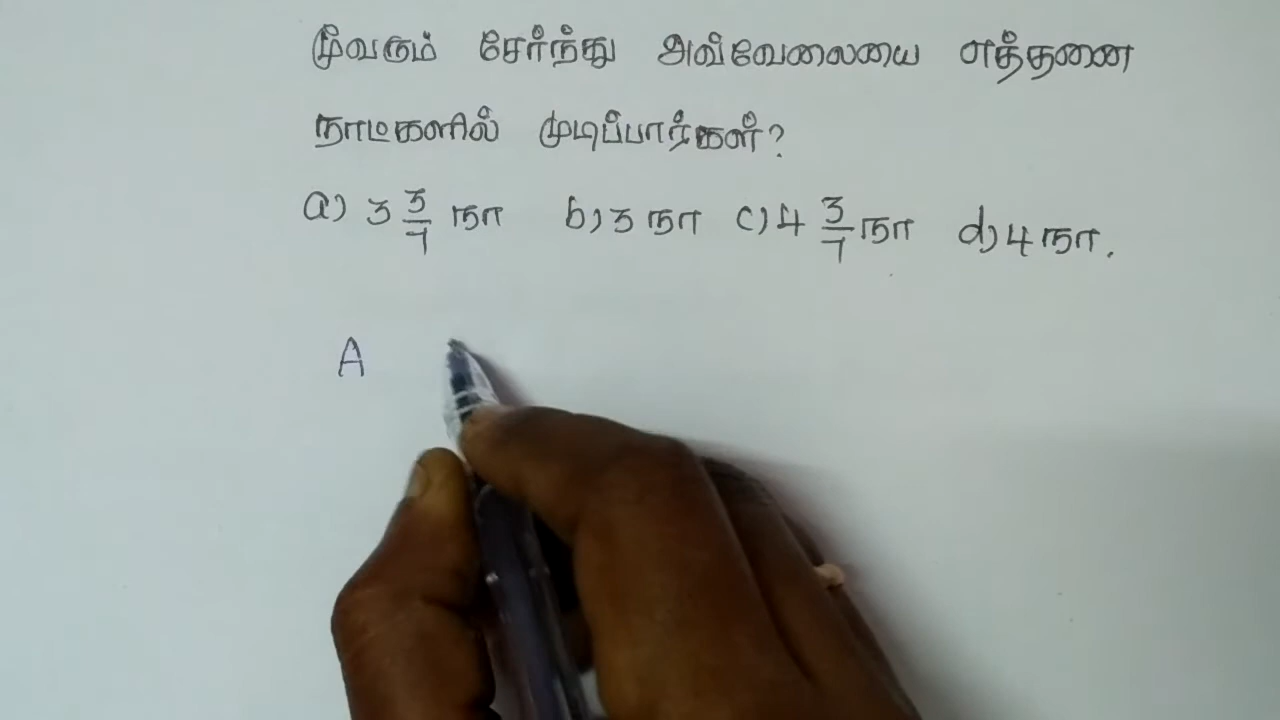 மூவரும் சேர்ந்து அவ்வேலையை எத்தனை
நாட்களில் முடிப்பார்கள்?
a) 3 3/7 நா b) 3 நா c) 4 3/7 நா d) 4 நா.
A